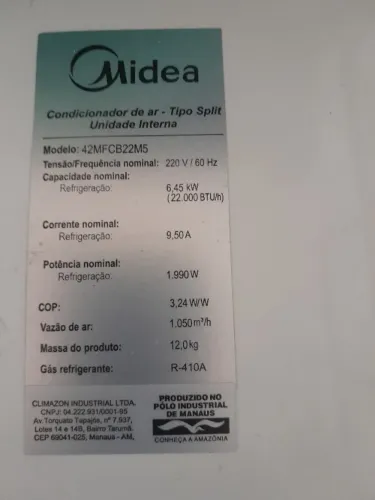 Midea
Condicionador de ar - Tipo Split
Unidade Interna
Modelo: 42MFCB22M5
Tensão/Frequência nominal: 220 V / 60 Hz
Capacidade nominal:
Refrigeração: 6,45 kW
(22.000 BTU/h)
Corrente nominal:
Refrigeração: 9,50 A
Potência nominal:
Refrigeração: 1.990 W
COP: 3,24 W/W
Vazão de ar: 1.050 m³/h
Massa do produto: 12,0 kg
Gás refrigerante: R-410A
CLIMAZON INDUSTRIAL LTDA.
CNPJ: 04.222.931/0001-95
Av. Torquato Tapajós, nº 7.937,
Lotes 14 e 14B, Bairro Tarumã.
CEP 69041-025, Manaus - AM.
PRODUZIDO NO
PÓLO INDUSTRIAL
DE MANAUS
CONHEÇA A AMAZÔNIA